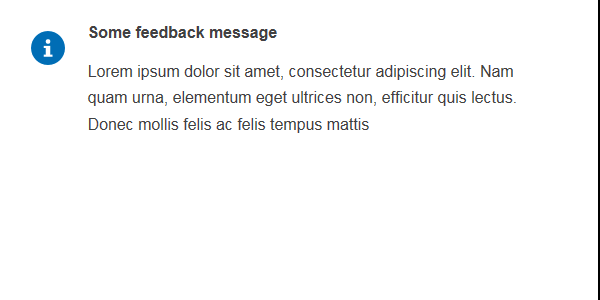 Some feedback message
Lorem ipsum dolor sit amet, consectetur adipiscing elit. Nam
quam urna, elementum eget ultrices non, efficitur quis lectus.
Donec mollis felis ac felis tempus mattis